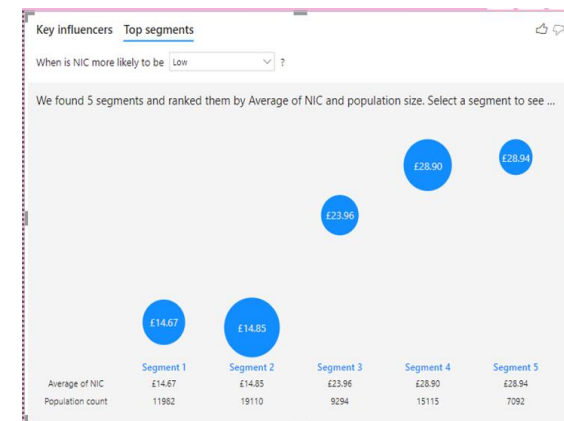 Key influencers Top segments
When is NIC more likely to be Low ?
We found 5 segments and ranked them by Average of NIC and population size. Select a segment to see ...
£28.94
£28.90
£23.96
£14.67
£14.85
Segment 1 Segment 2 Segment 3 Segment 4 Segment 5
Average of NIC £14.67 £14.85 £23.96 £28.90 £28.94
Population count 11982 19110 9294 15115 7092